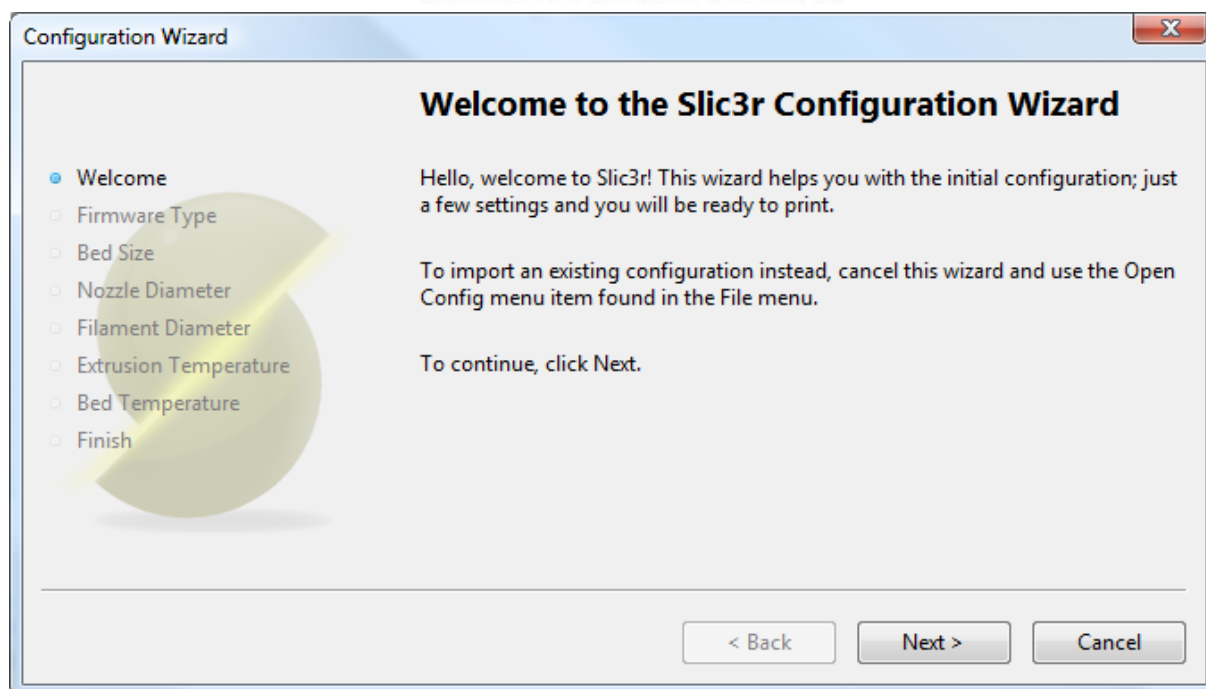 Configuration Wizard
X
Welcome to the Slic3r Configuration Wizard
Welcome
Firmware Type
Bed Size
Nozzle Diameter
Filament Diameter
Extrusion Temperature
Bed Temperature
Finish
Hello, welcome to Slic3r! This wizard helps you with the initial configuration; just
a few settings and you will be ready to print.
To import an existing configuration instead, cancel this wizard and use the Open
Config menu item found in the File menu.
To continue, click Next.
< Back
Next >
Cancel